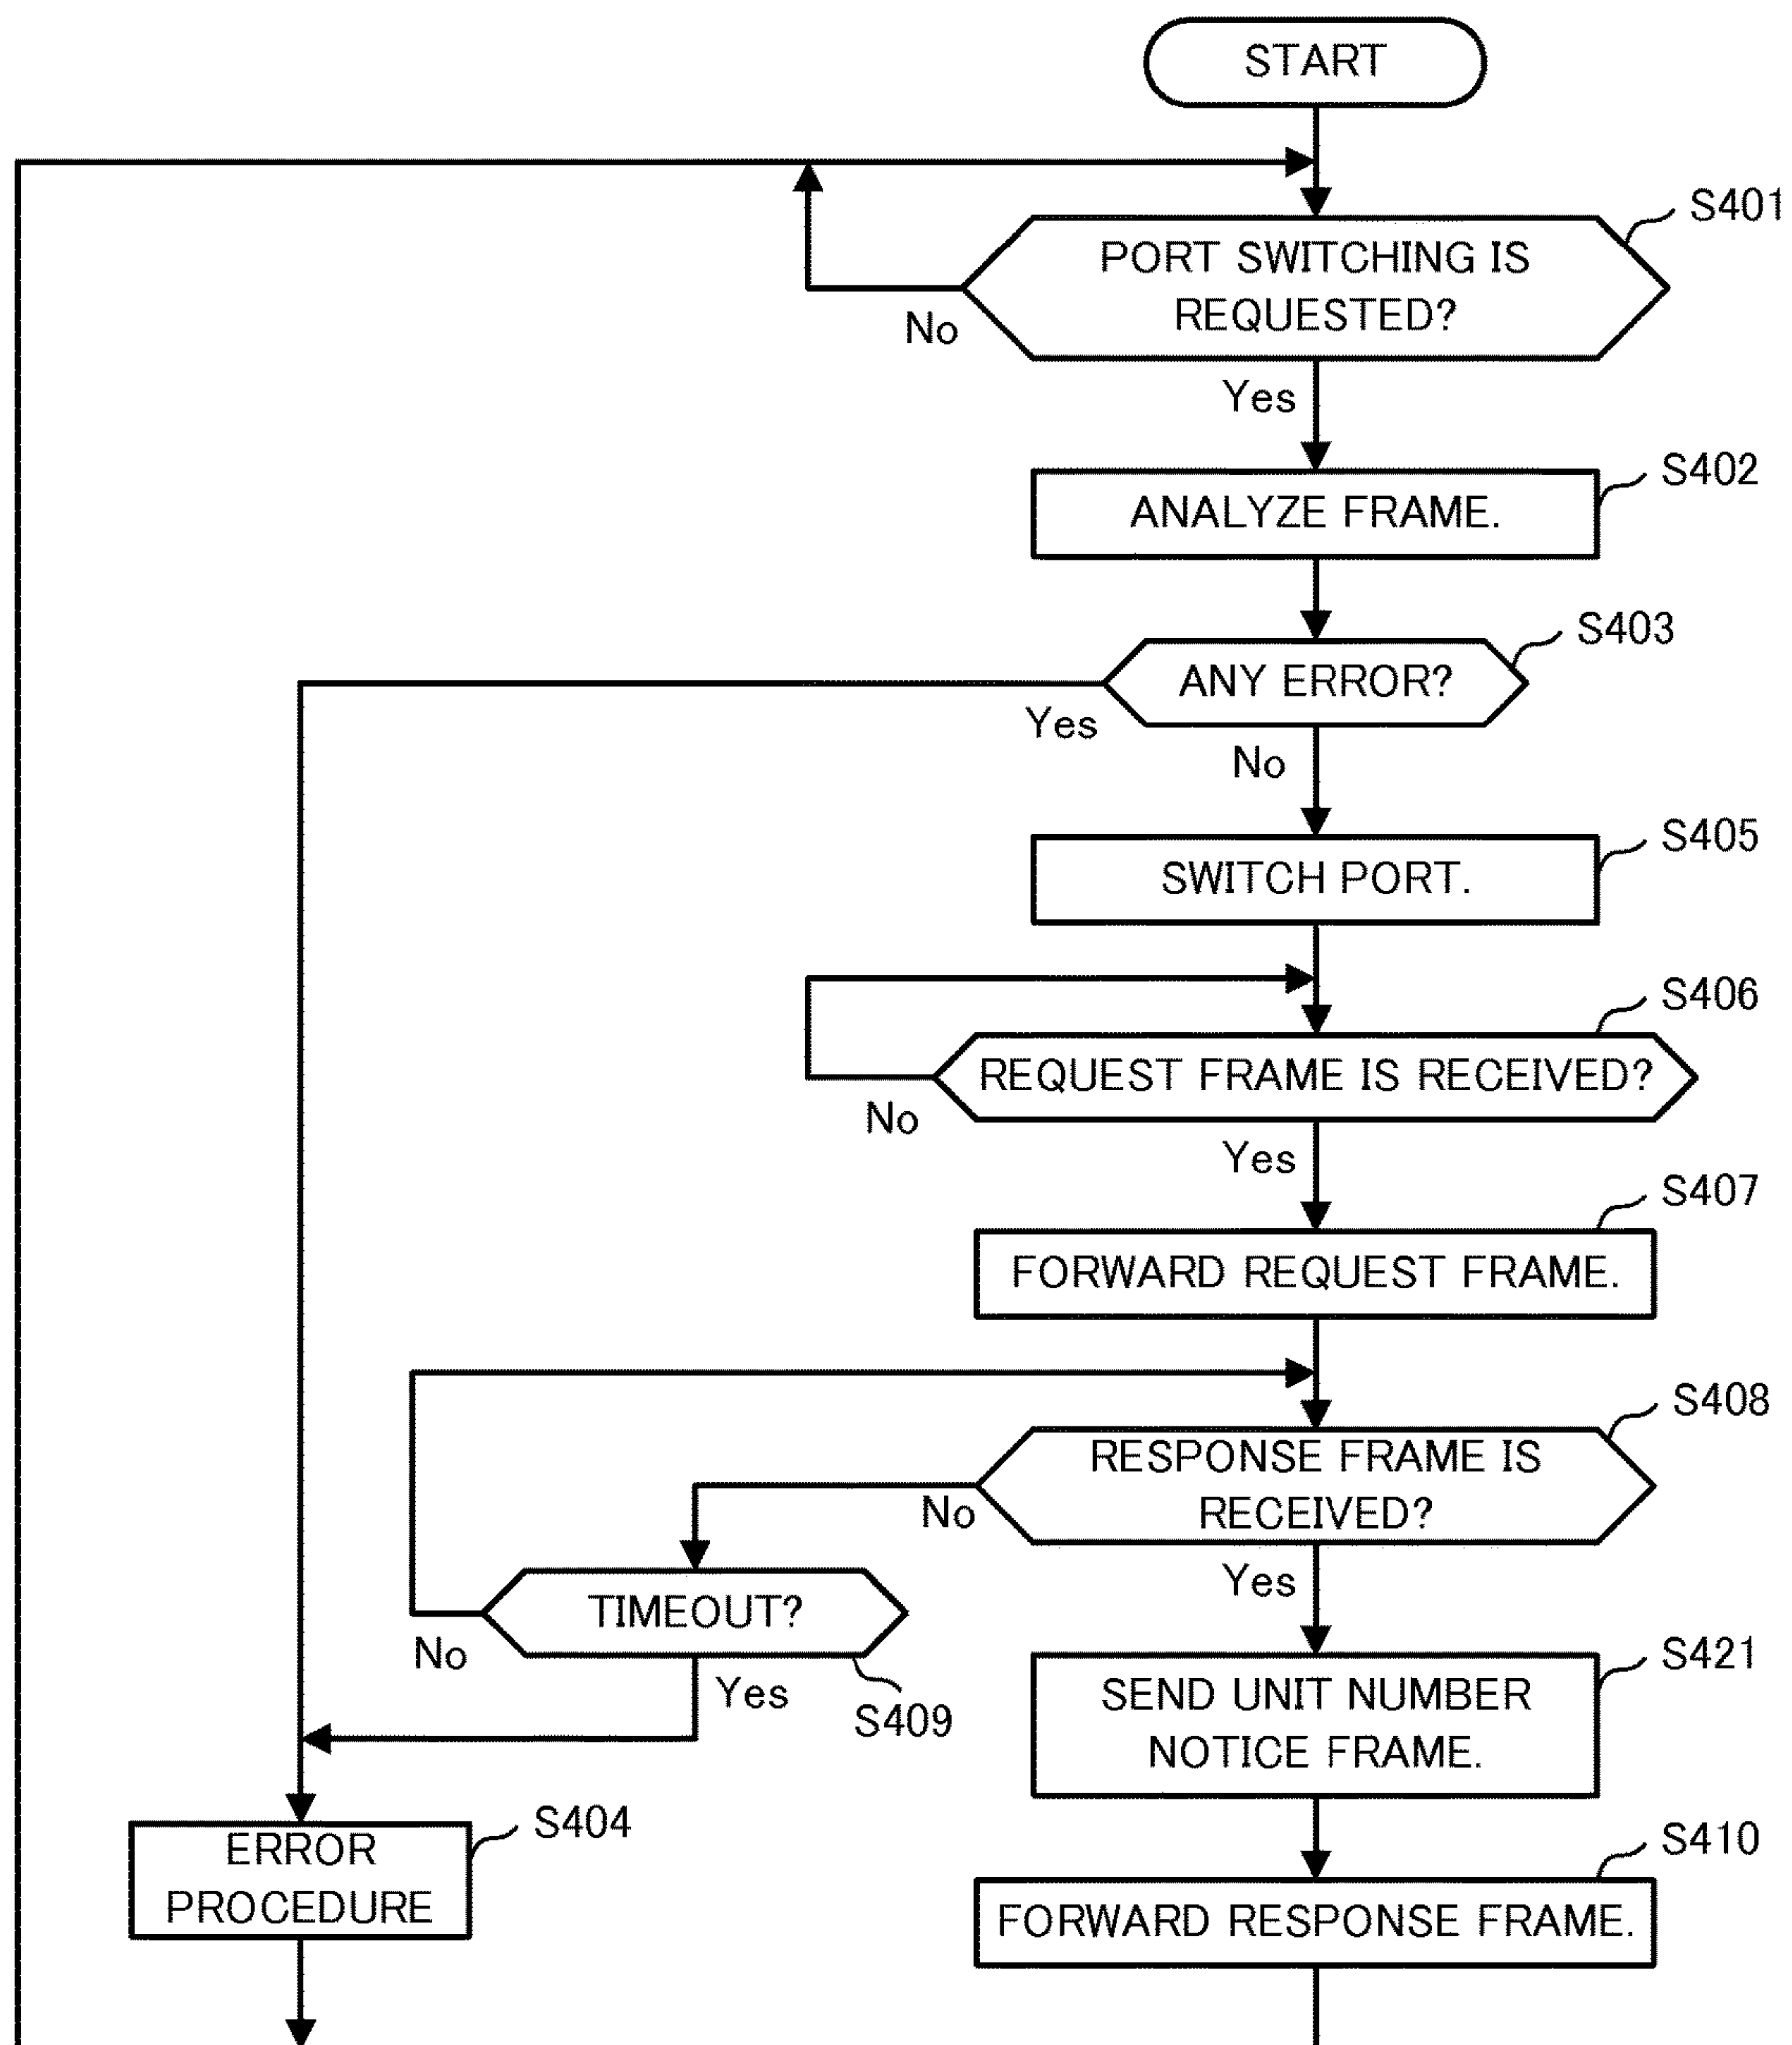 START
S401
PORT SWITCHING IS
REQUESTED?
No
Yes
S402
ANALYZE FRAME.
S403
ANY ERROR?
Yes
No
S405
SWITCH PORT.
S406
REQUEST FRAME IS RECEIVED?
No
Yes
S407
FORWARD REQUEST FRAME.
S408
RESPONSE FRAME IS
RECEIVED?
No
Yes
TIMEOUT?
No
Yes
S409
S421
SEND UNIT NUMBER
NOTICE FRAME.
S404
ERROR
PROCEDURE
S410
FORWARD RESPONSE FRAME.